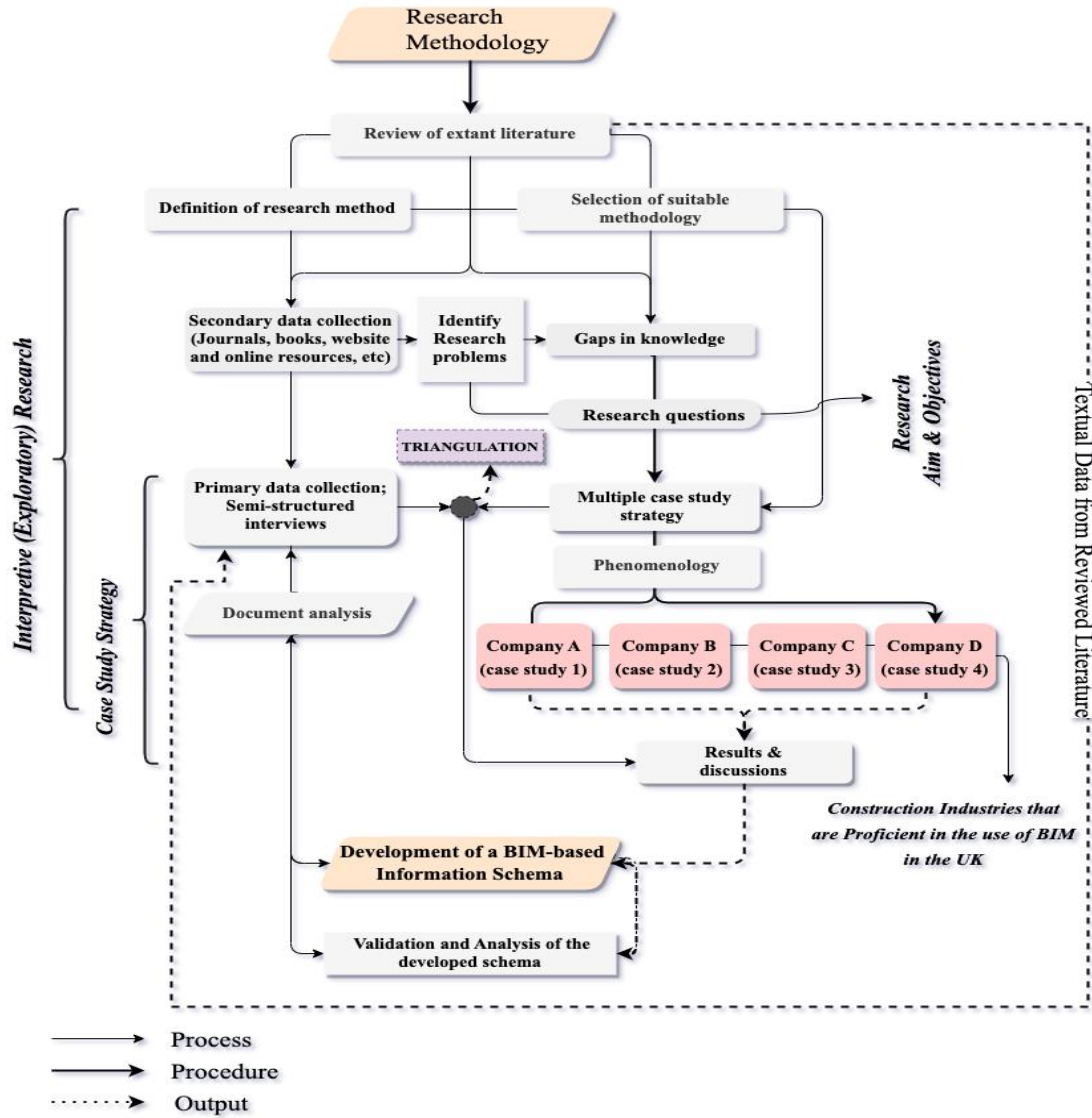 Research
Methodology
Review of extant literature
Definition of research method
Selection of suitable
methodology
Secondary data collection
(Journals, books, website
and online resources, etc)
Identify
Research
problems
Gaps in knowledge
Research questions
Research
Aim & Objectives
TRIANGULATION
Primary data collection;
Semi-structured
interviews
Multiple case study
strategy
Phenomenology
Document analysis
Company A
(case study 1)
Company B
(case study 2)
Company C
(case study 3)
Company D
(case study 4)
Results &
discussions
Construction Industries that
are Proficient in the use of BIM
in the UK
Development of a BIM-based
Information Schema
Validation and Analysis of the
developed schema
Interpretive (Exploratory) Research
Case Study Strategy
Textual Data from Reviewed Literature
Process
Procedure
Output